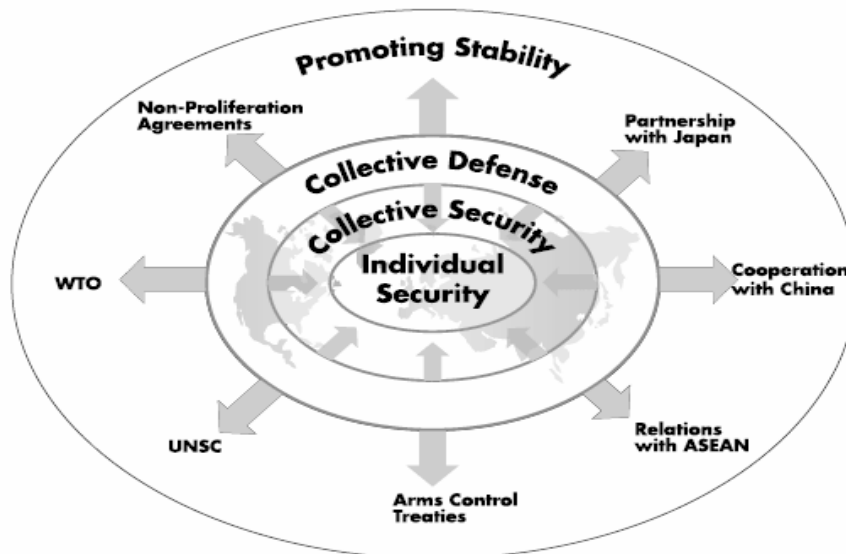 Promoting Stability
Non-Proliferation
Agreements
Partnership
with Japan
Collective Defense
Collective Security
Individual
Security
WTO
Cooperation
with China
UNSC
Relations
with ASEAN
Arms Control
Treaties